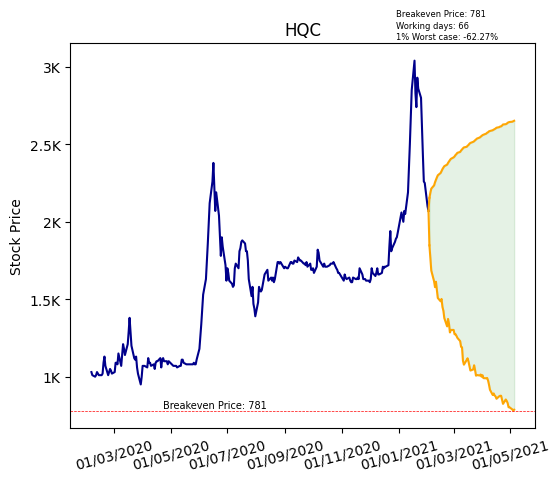 Breakeven Price: 781
Working days: 66
1% Worst case: -62.27%
HQC
Stock Price
3K
2.5K
2K
1.5K
1K
Breakeven Price: 781
01/03/2020
01/05/2020
01/07/2020
01/09/2020
01/11/2020
01/01/2021
01/03/2021
01/05/2021